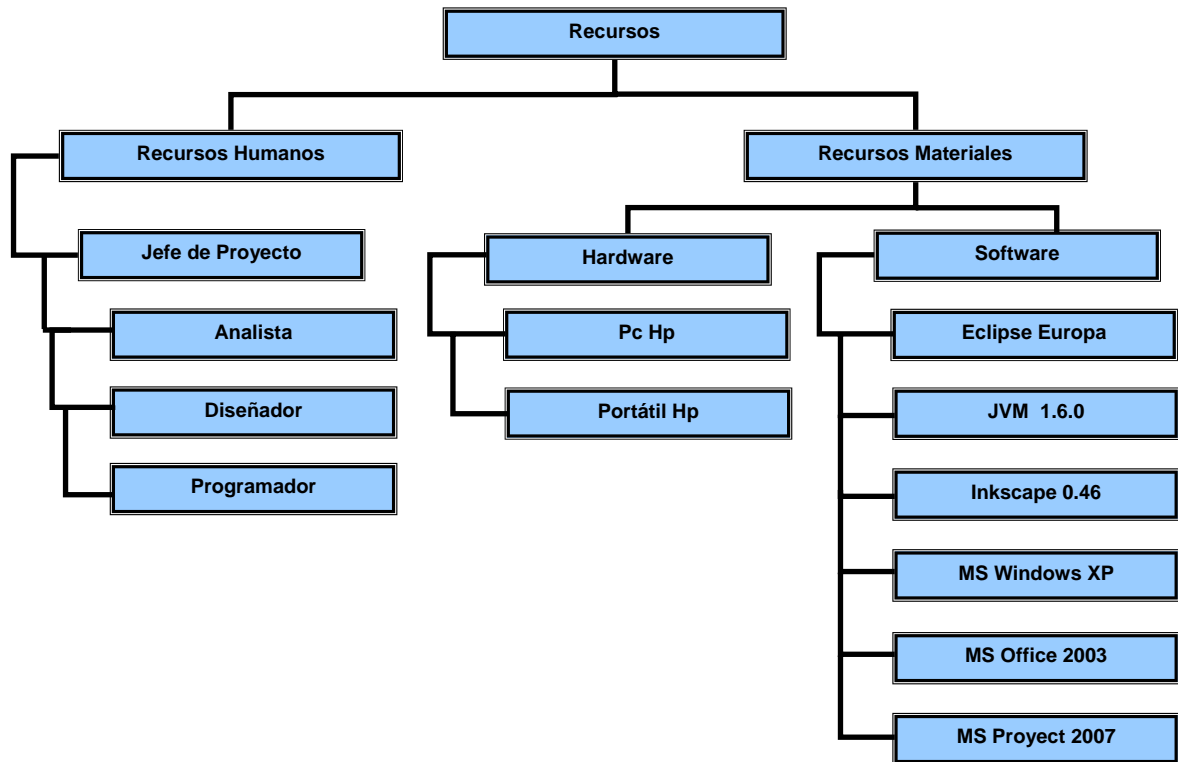 Recursos
Recursos Humanos
Recursos Materiales
Jefe de Proyecto
Analista
Diseñador
Programador
Hardware
Pc Hp
Portátil Hp
Software
Eclipse Europa
JVM 1.6.0
Inkscape 0.46
MS Windows XP
MS Office 2003
MS Proyect 2007